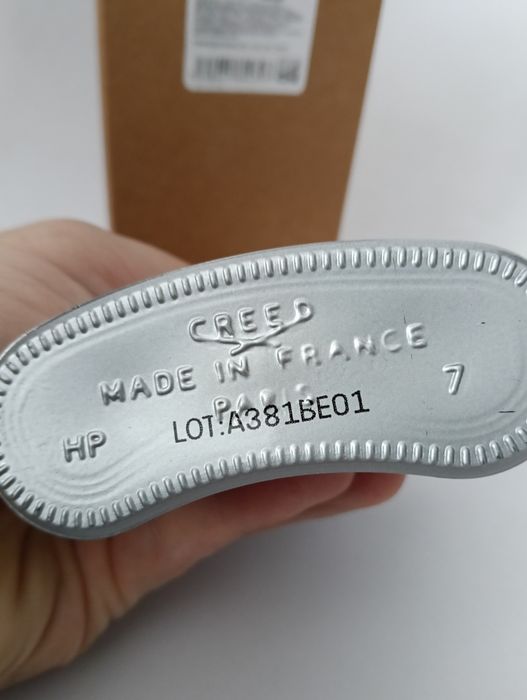 CREED
MADE IN FRANCE
PARIS
LOT:A381BE01
HP
7